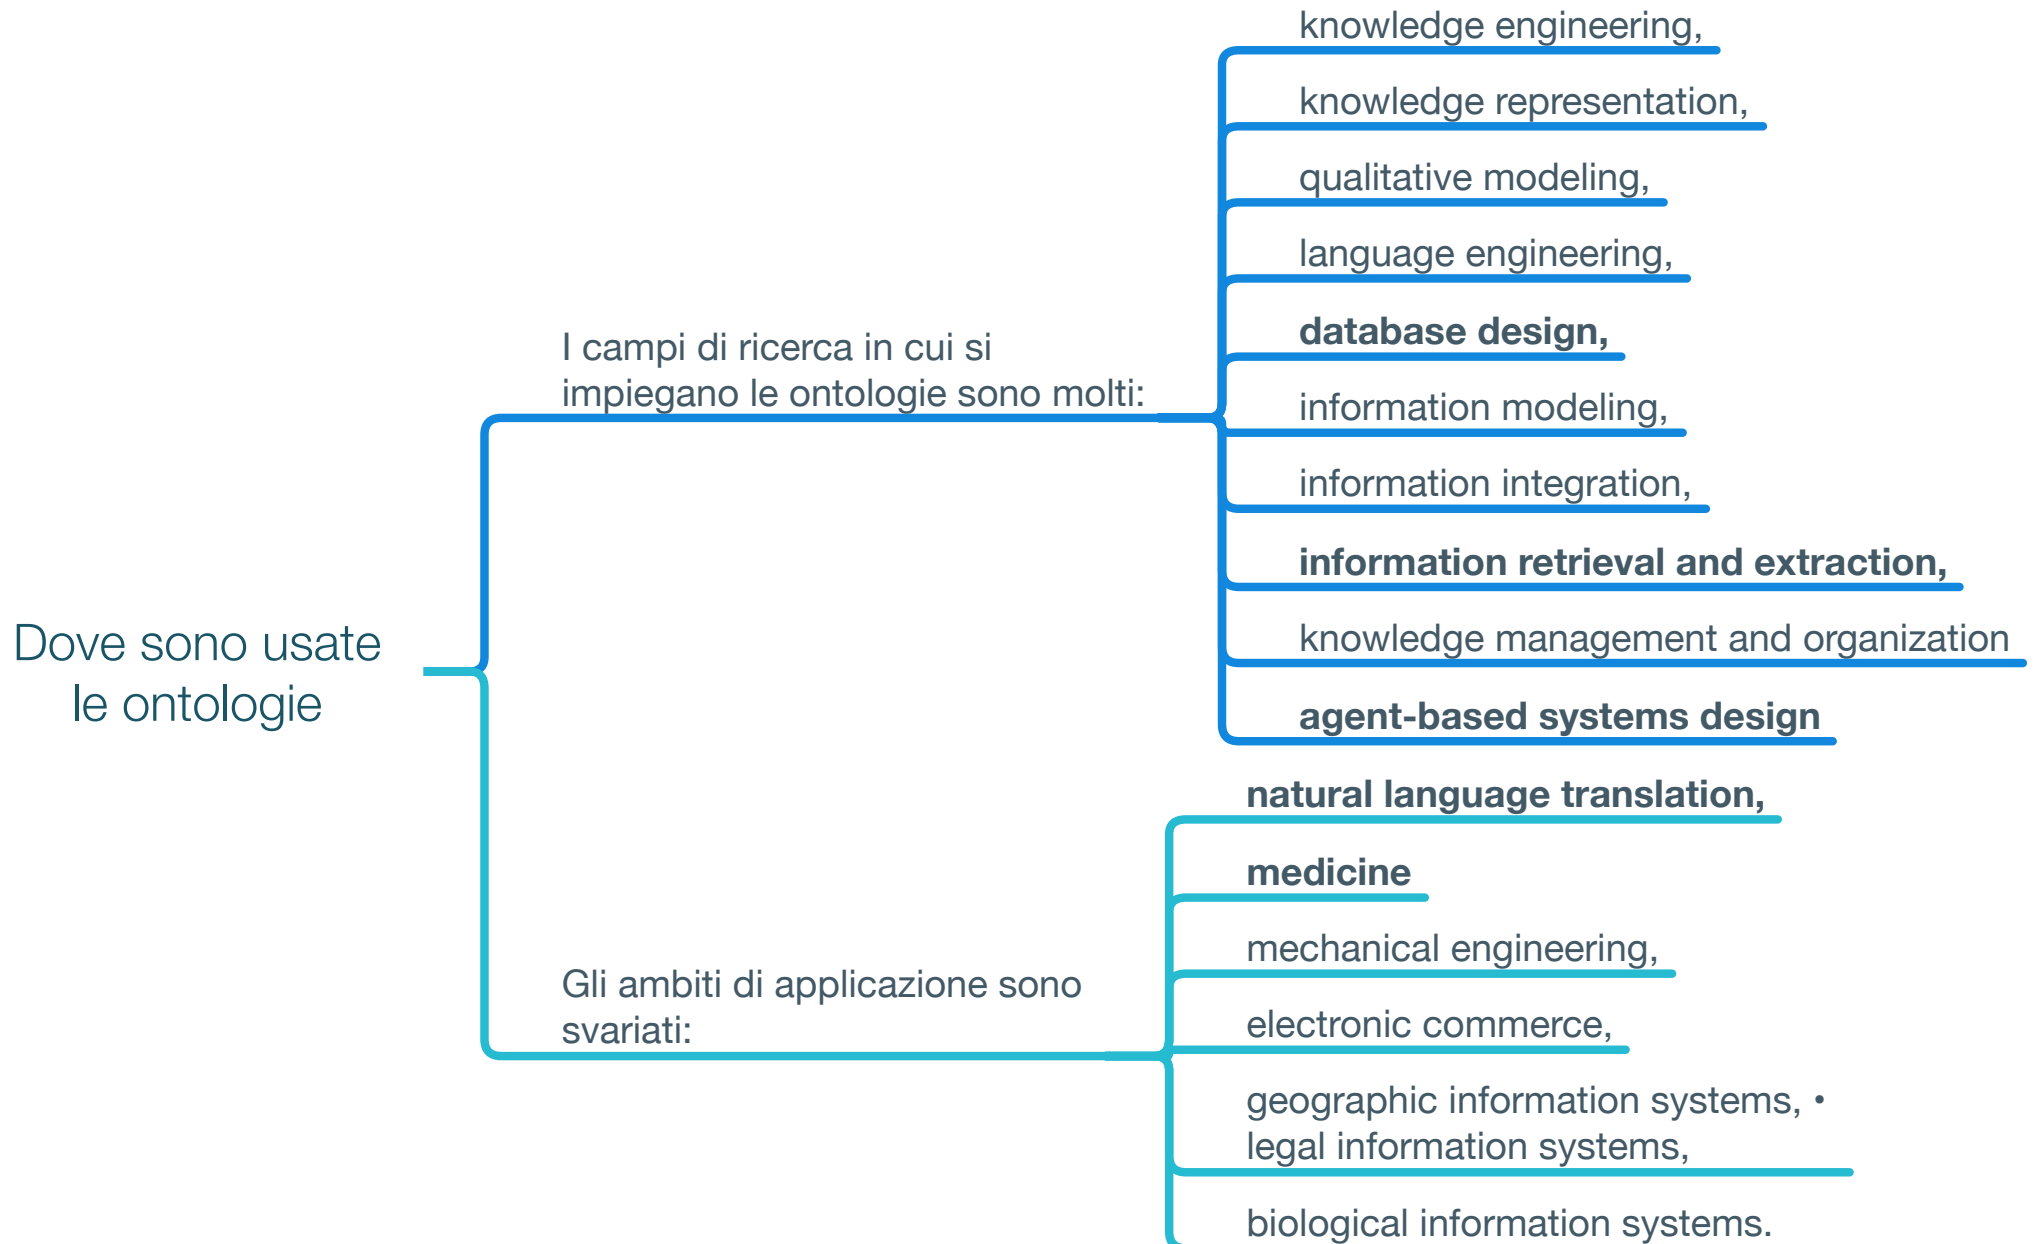 Dove sono usate
le ontologie
I campi di ricerca in cui si
impiegano le ontologie sono molti:
knowledge engineering,
knowledge representation,
qualitative modeling,
language engineering,
database design,
information modeling,
information integration,
information retrieval and extraction,
knowledge management and organization
agent-based systems design
Gli ambiti di applicazione sono
svariati:
natural language translation,
medicine
mechanical engineering,
electronic commerce,
geographic information systems, •
legal information systems,
biological information systems.